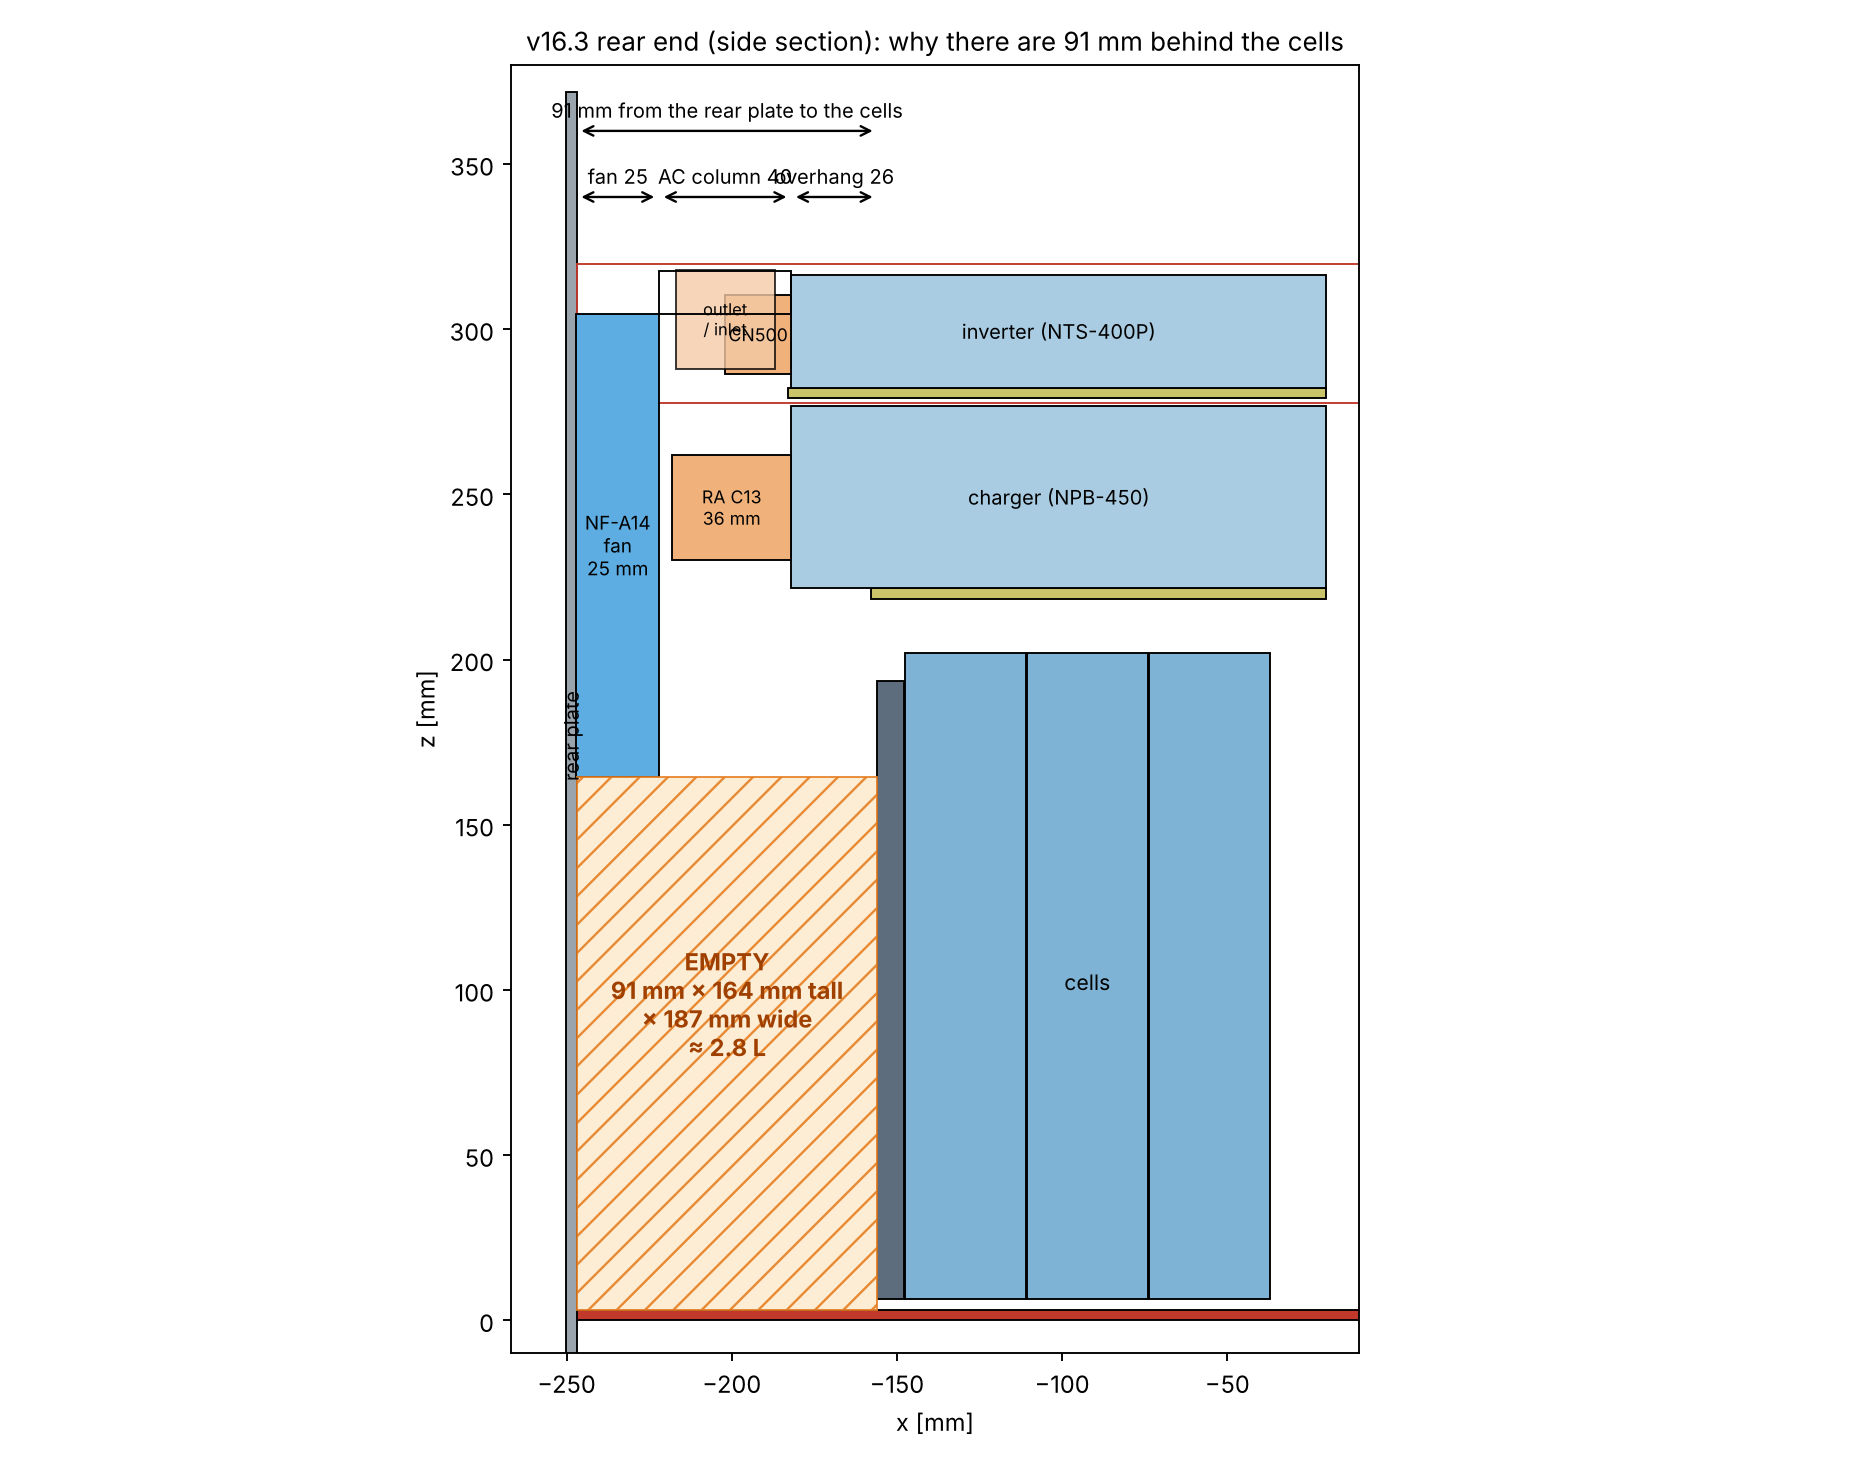 v16.3 rear end (side section): why there are 91 mm behind the cells
91 mm from the rear plate to the cells
fan 25
AC column 40
overhang 26
outlet
/ inlet
CN500
inverter (NTS-400P)
RA C13
36 mm
charger (NPB-450)
NF-A14
fan
25 mm
rear plate
EMPTY
91 mm × 164 mm tall
× 187 mm wide
≈ 2.8 L
cells
z [mm]
350
300
250
200
150
100
50
0
−250
−200
−150
−100
−50
x [mm]